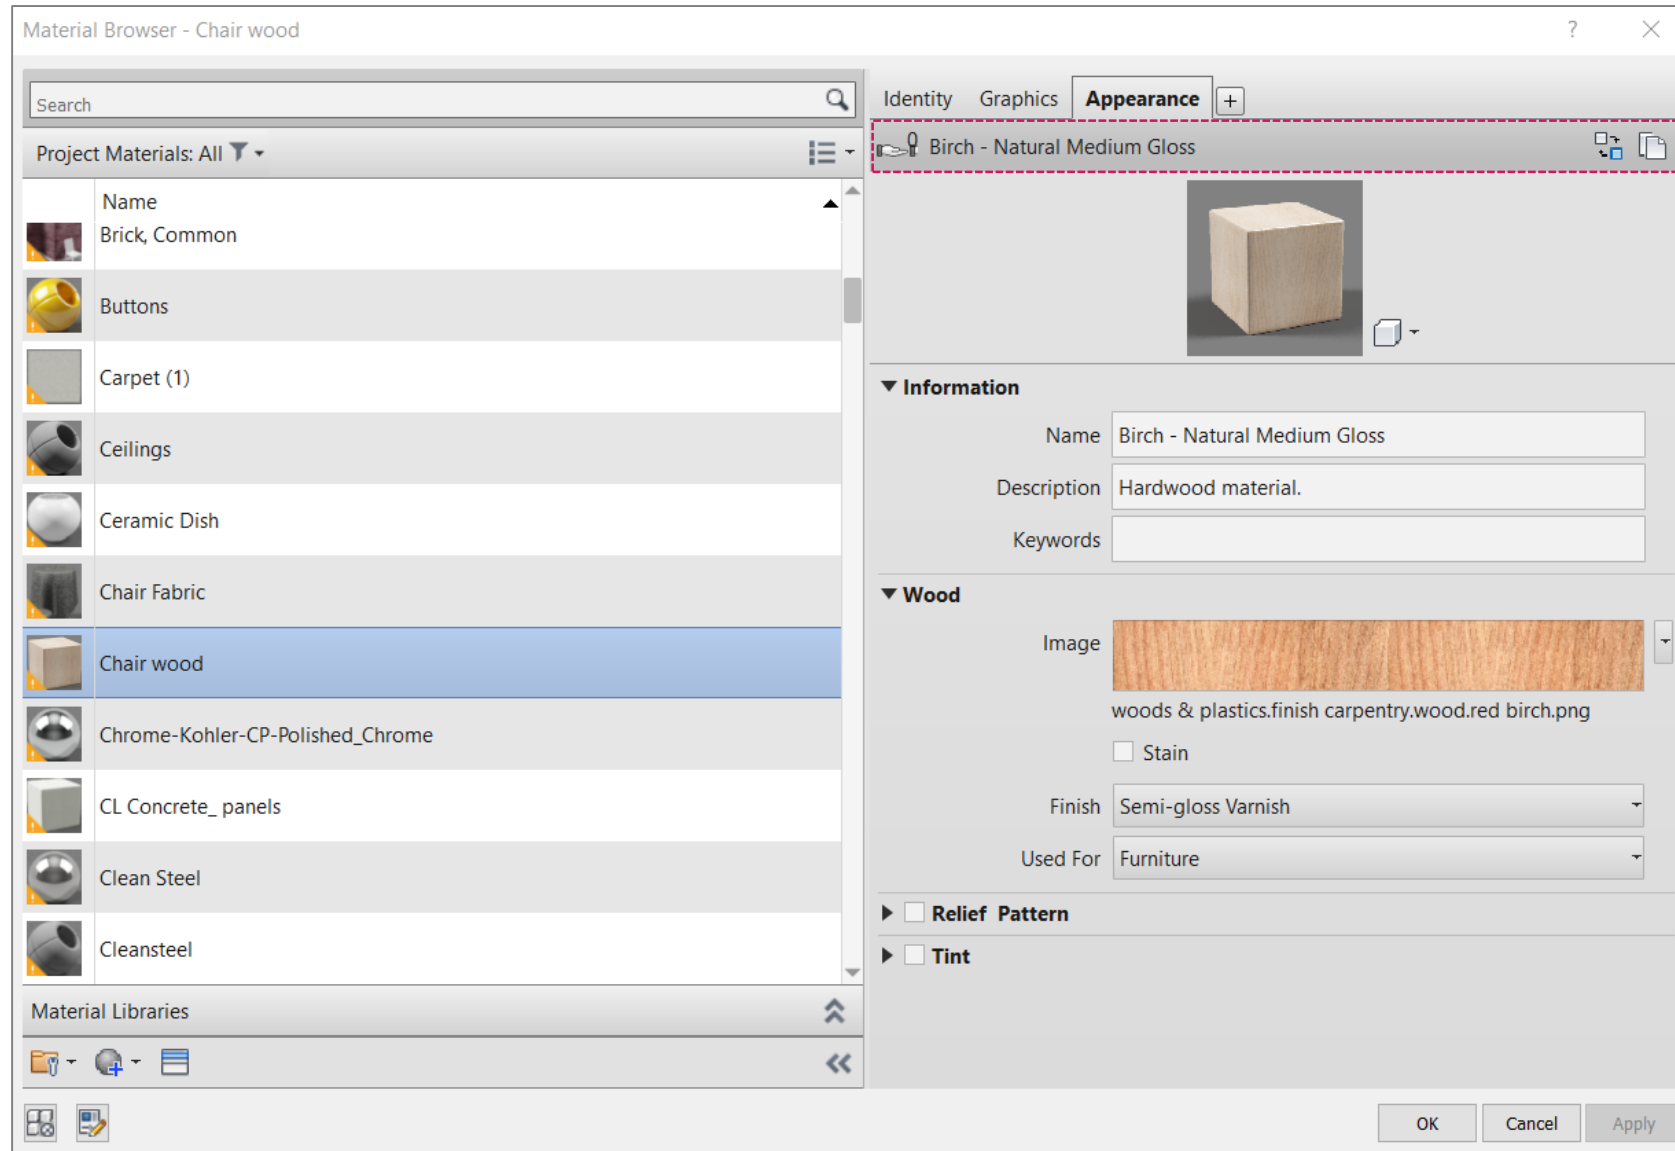 Material Browser - Chair wood
?
Search
Project Materials: All
Name
Brick, Common
Buttons
Carpet (1)
Ceilings
Ceramic Dish
Chair Fabric
Chair wood
Chrome-Kohler-CP-Polished_Chrome
CL Concrete_ panels
Clean Steel
Cleansteel
Material Libraries
Identity Graphics Appearance +
Birch - Natural Medium Gloss
Information
Name Birch - Natural Medium Gloss
Description Hardwood material.
Keywords
Wood
Image
woods & plastics.finish carpentry.wood.red birch.png
Stain
Finish Semi-gloss Varnish
Used For Furniture
Relief Pattern
Tint
OK Cancel Apply